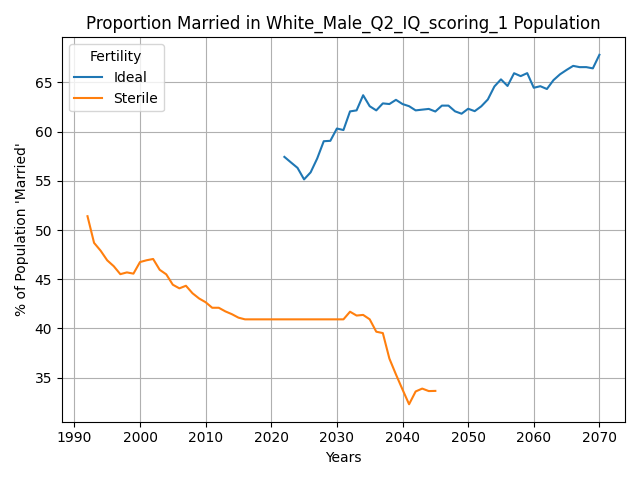 Proportion Married in White_Male_Q2_IQ_scoring_1 Population
Fertility
Ideal
Sterile
% of Population 'Married'
65
60
55
50
45
40
35
1990 2000 2010 2020 2030 2040 2050 2060 2070
Years